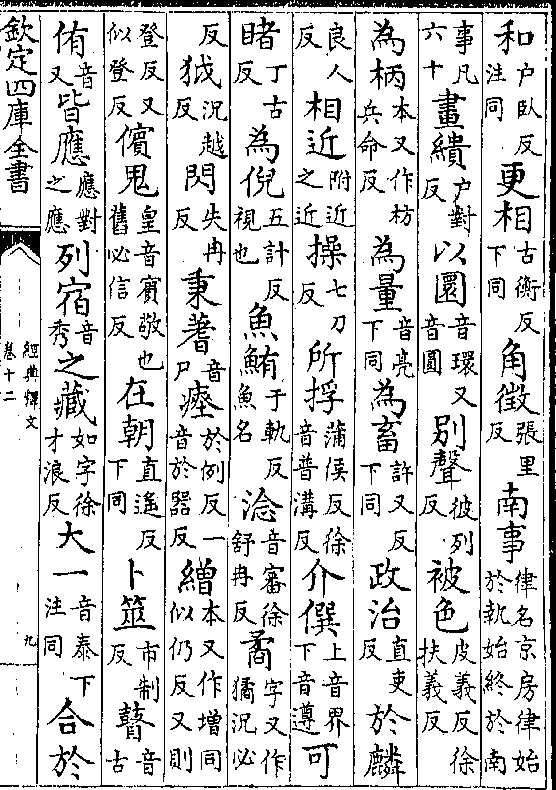 和户臥反注同更相古衡反下同角徵張里反南事律名京房律始於執始終於南
事凡六十畫繢户對反以圜音環又音圓別聲彼列反被色皮義反徐扶義反
為柄本又作枋兵命反為量音亮下同為畜許又反下同政治直吏反於麟
良人反相近附近之近操七刀反所捊蒲侯反徐音普溝反介僎上音界下音遵可
睹丁古反為倪五計反視也魚鮪于軌反魚名淰音審徐舒冉反矞字又作獝況必
反狘況越反閃失冉反秉蓍音尸瘞於例反一音於器反繒本又作增同似仍反又則
登反又似登反儐鬼皇音賓敬也舊必信反在朝直遙反下同卜筮市制反瞽音古
侑音又皆應應對之應列宿音秀之藏如字徐才浪反大一音泰下注同合於
欽定四庫全書
經典釋文
卷十二
九